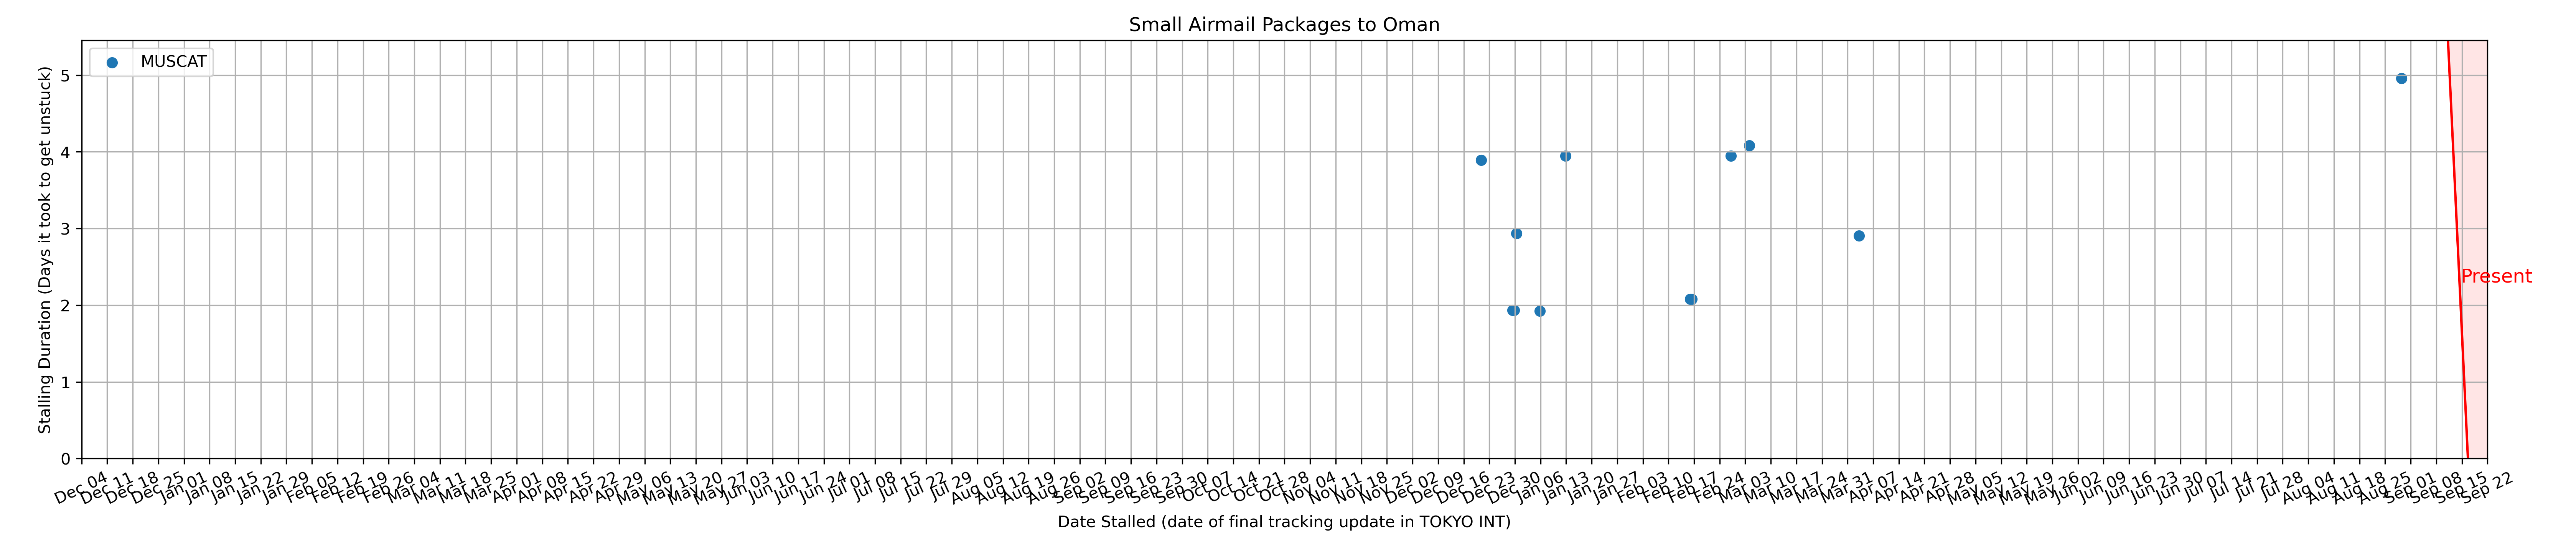 Small Airmail Packages to Oman
MUSCAT
Stalling Duration (Days it took to get unstuck)
5
4
3
2
1
0
Present
Dec 04 Dec 11 Dec 18 Dec 25 Jan 01 Jan 08 Jan 15 Jan 22 Jan 29 Feb 05 Feb 12 Feb 19 Feb 26 Mar 04 Mar 11 Mar 18 Mar 25 Apr 01 Apr 08 Apr 15 Apr 22 Apr 29 May 06 May 13 May 20 May 27 Jun 03 Jun 10 Jun 17 Jun 24 Jul 01 Jul 08 Jul 15 Jul 22 Jul 29 Aug 05 Aug 12 Aug 19 Aug 26 Sep 02 Sep 09 Sep 16 Sep 23 Sep 30 Oct 07 Oct 14 Oct 21 Oct 28 Nov 04 Nov 11 Nov 18 Nov 25 Dec 02 Dec 09 Dec 16 Dec 23 Dec 30 Jan 06 Jan 13 Jan 20 Jan 27 Feb 03 Feb 10 Feb 17 Feb 24 Mar 03 Mar 10 Mar 17 Mar 24 Mar 31 Apr 07 Apr 14 Apr 21 Apr 28 May 05 May 12 May 19 May 26 Jun 02 Jun 09 Jun 16 Jun 23 Jun 30 Jul 07 Jul 14 Jul 21 Jul 28 Aug 04 Aug 11 Aug 18 Aug 25 Sep 01 Sep 08 Sep 15 Sep 22
Date Stalled (date of final tracking update in TOKYO INT)